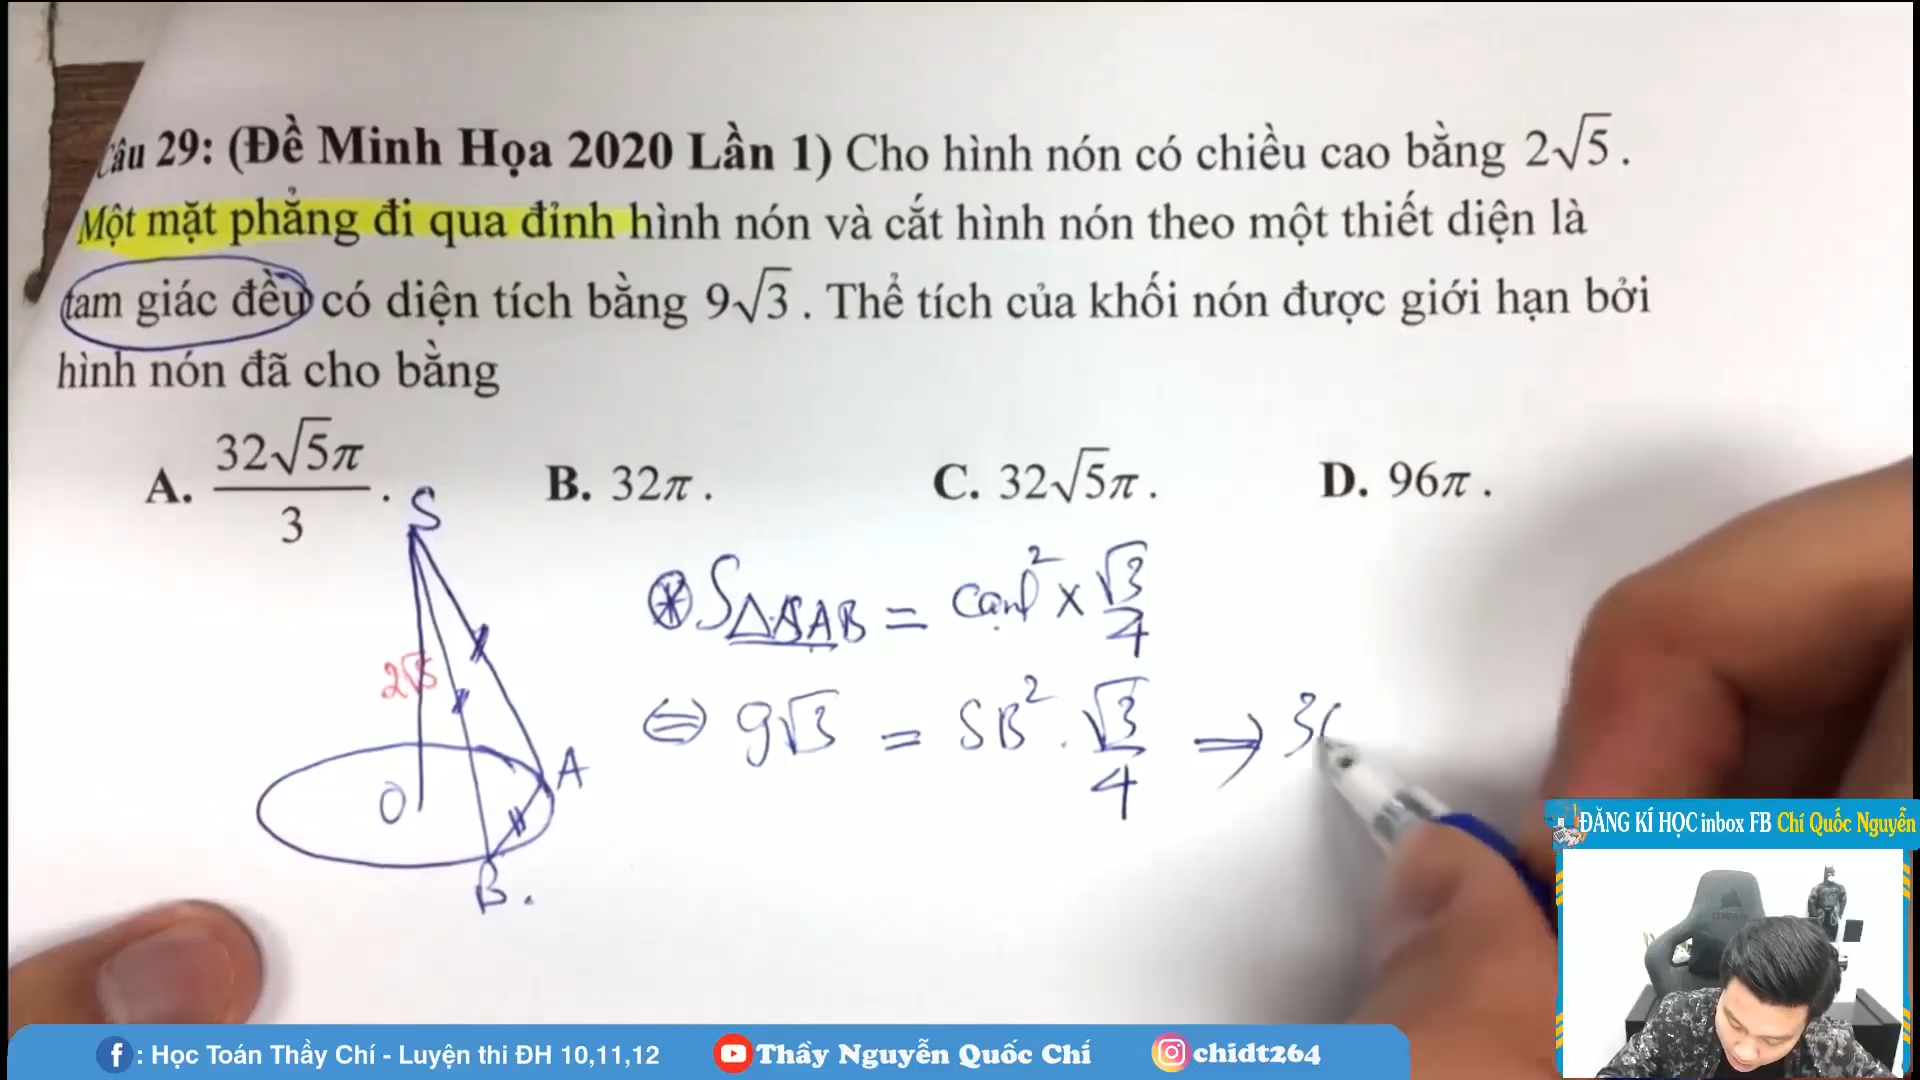 Câu 29: (Đề Minh Họa 2020 Lần 1) Cho hình nón có chiều cao bằng 2√5 .
Một mặt phẳng đi qua đỉnh hình nón và cắt hình nón theo một thiết diện là
tam giác đều có diện tích bằng 9√3 . Thể tích của khối nón được giới hạn bởi
hình nón đã cho bằng
A. 32√5π/3 . B. 32π . C. 32√5π . D. 96π .
S
⊛ S△SAB = cạnh² × √3/4
2√5
⇔ 9√3 = SB² . √3/4 ⇒ 3
A
O
B .
ĐĂNG KÍ HỌC inbox FB Chí Quốc Nguyễn
f : Học Toán Thầy Chí - Luyện thi ĐH 10,11,12 Thầy Nguyễn Quốc Chí chidt264